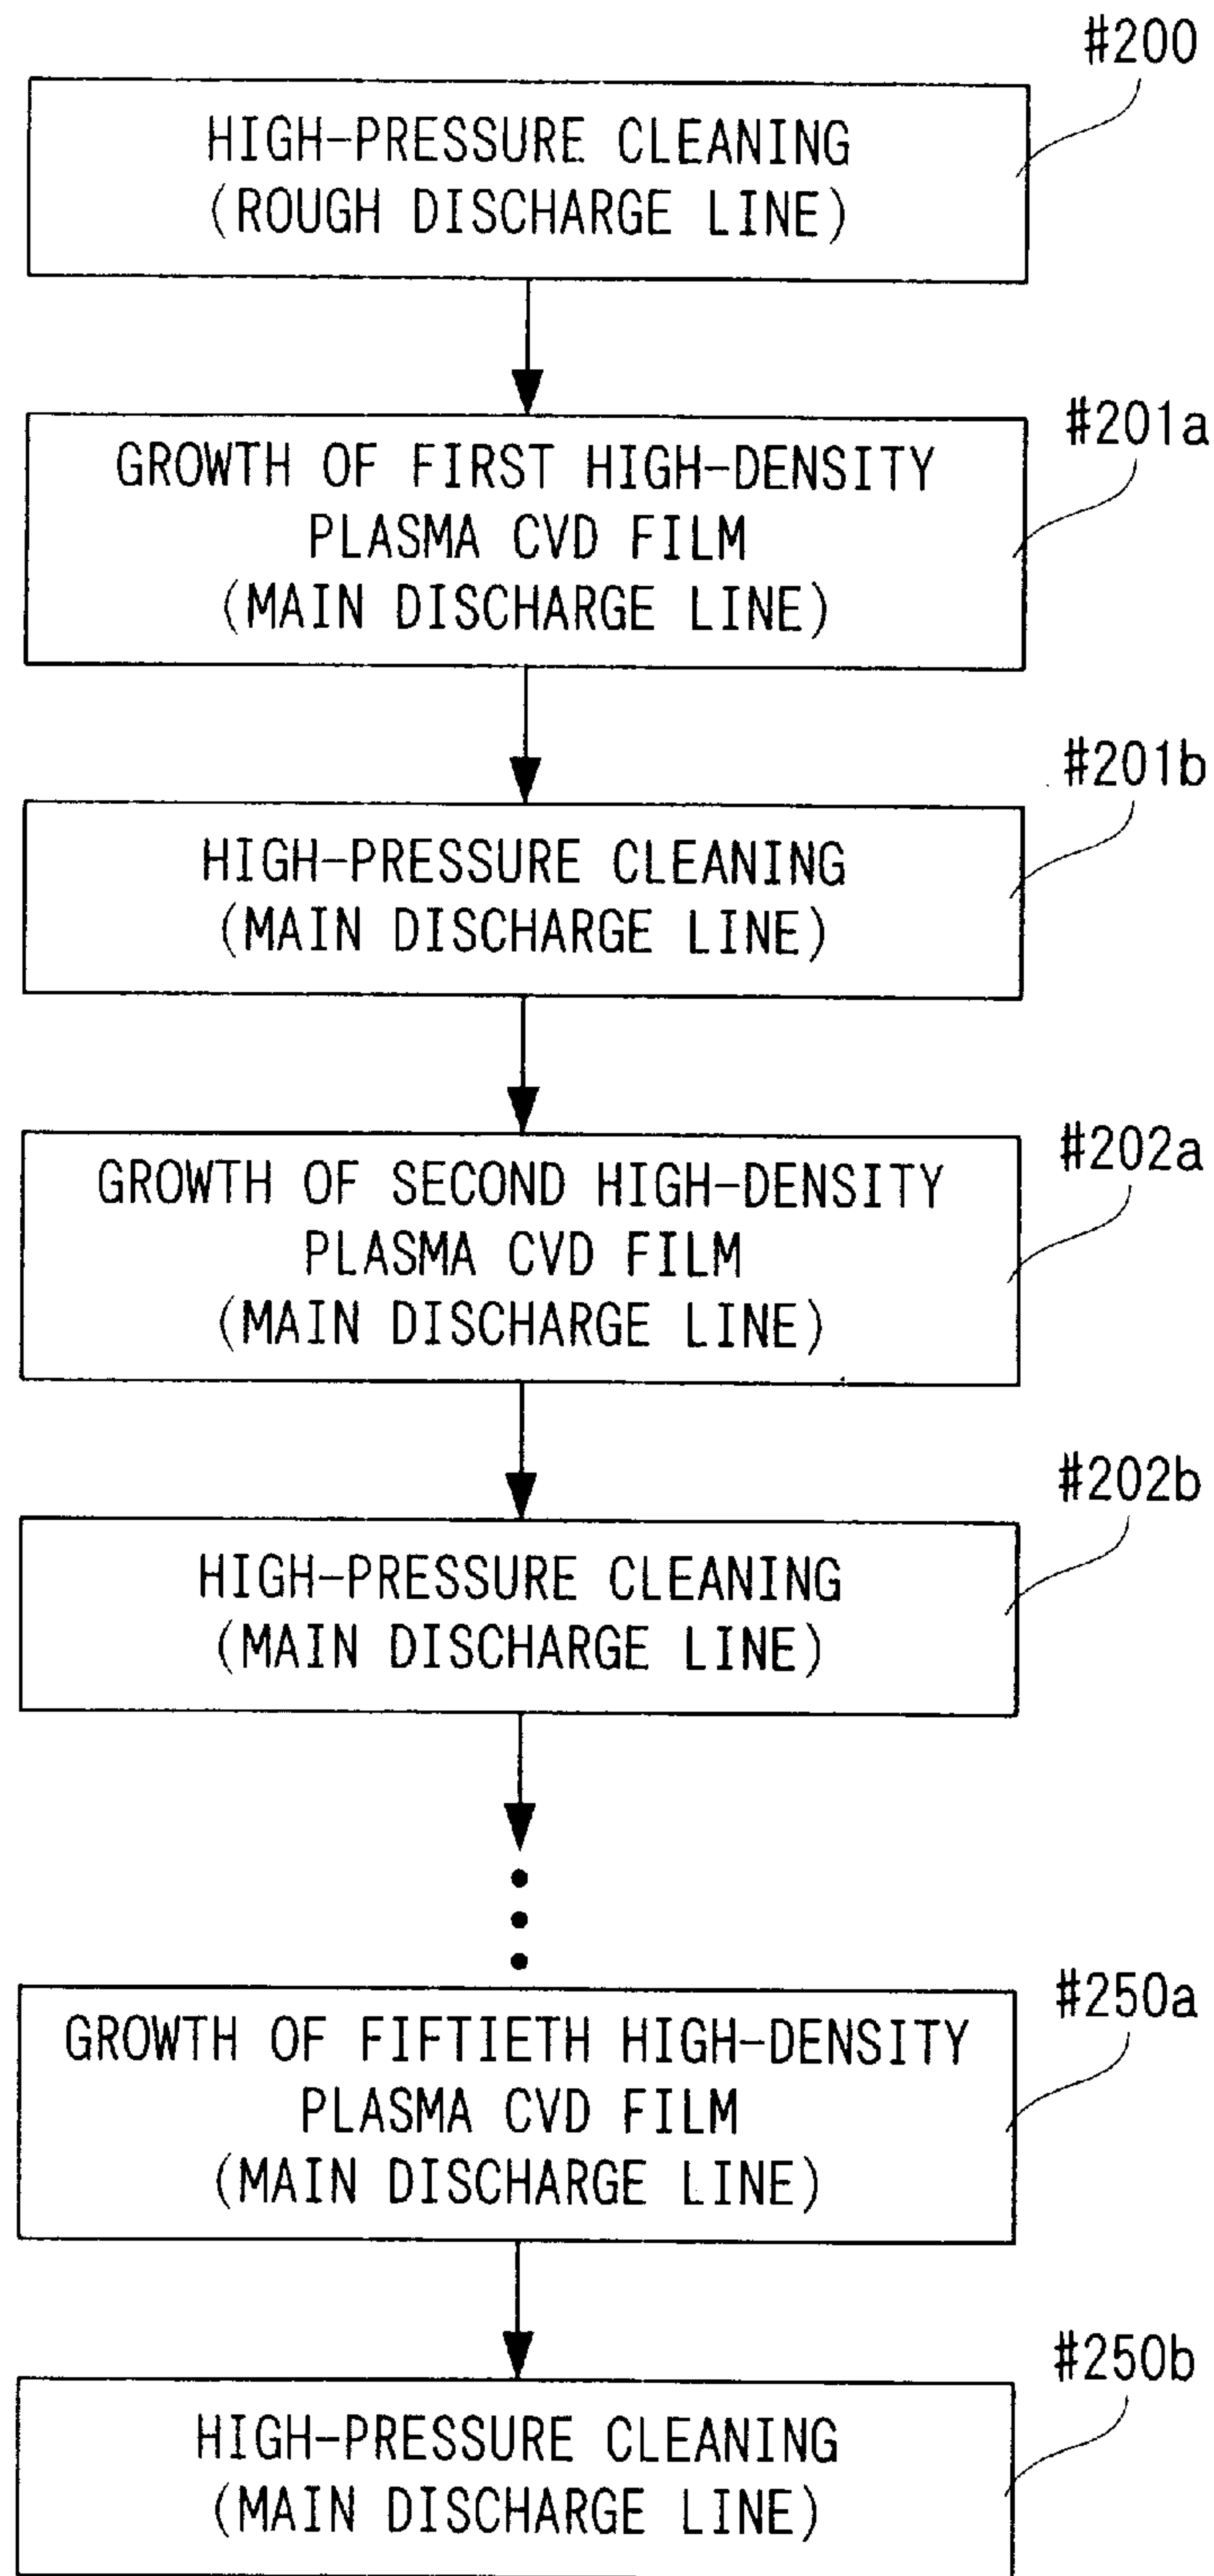 #200
HIGH-PRESSURE CLEANING
(ROUGH DISCHARGE LINE)
#201a
GROWTH OF FIRST HIGH-DENSITY
PLASMA CVD FILM
(MAIN DISCHARGE LINE)
#201b
HIGH-PRESSURE CLEANING
(MAIN DISCHARGE LINE)
#202a
GROWTH OF SECOND HIGH-DENSITY
PLASMA CVD FILM
(MAIN DISCHARGE LINE)
#202b
HIGH-PRESSURE CLEANING
(MAIN DISCHARGE LINE)
#250a
GROWTH OF FIFTIETH HIGH-DENSITY
PLASMA CVD FILM
(MAIN DISCHARGE LINE)
#250b
HIGH-PRESSURE CLEANING
(MAIN DISCHARGE LINE)